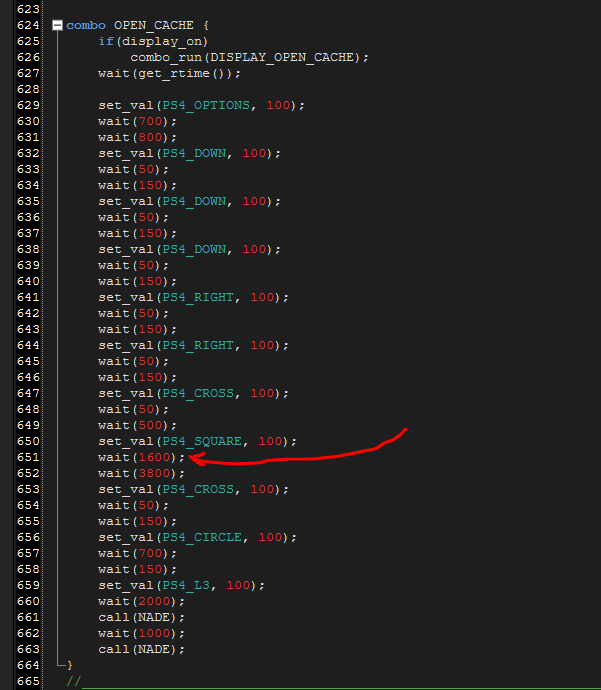 623
624 combo OPEN_CACHE {
625 if(display_on)
626 combo_run(DISPLAY_OPEN_CACHE);
627 wait(get_rtime());
628
629 set_val(PS4_OPTIONS, 100);
630 wait(700);
631 wait(800);
632 set_val(PS4_DOWN, 100);
633 wait(50);
634 wait(150);
635 set_val(PS4_DOWN, 100);
636 wait(50);
637 wait(150);
638 set_val(PS4_DOWN, 100);
639 wait(50);
640 wait(150);
641 set_val(PS4_RIGHT, 100);
642 wait(50);
643 wait(150);
644 set_val(PS4_RIGHT, 100);
645 wait(50);
646 wait(150);
647 set_val(PS4_CROSS, 100);
648 wait(50);
649 wait(500);
650 set_val(PS4_SQUARE, 100);
651 wait(1600);
652 wait(3800);
653 set_val(PS4_CROSS, 100);
654 wait(50);
655 wait(150);
656 set_val(PS4_CIRCLE, 100);
657 wait(700);
658 wait(150);
659 set_val(PS4_L3, 100);
660 wait(2000);
661 call(NADE);
662 wait(1000);
663 call(NADE);
664 }
665 //